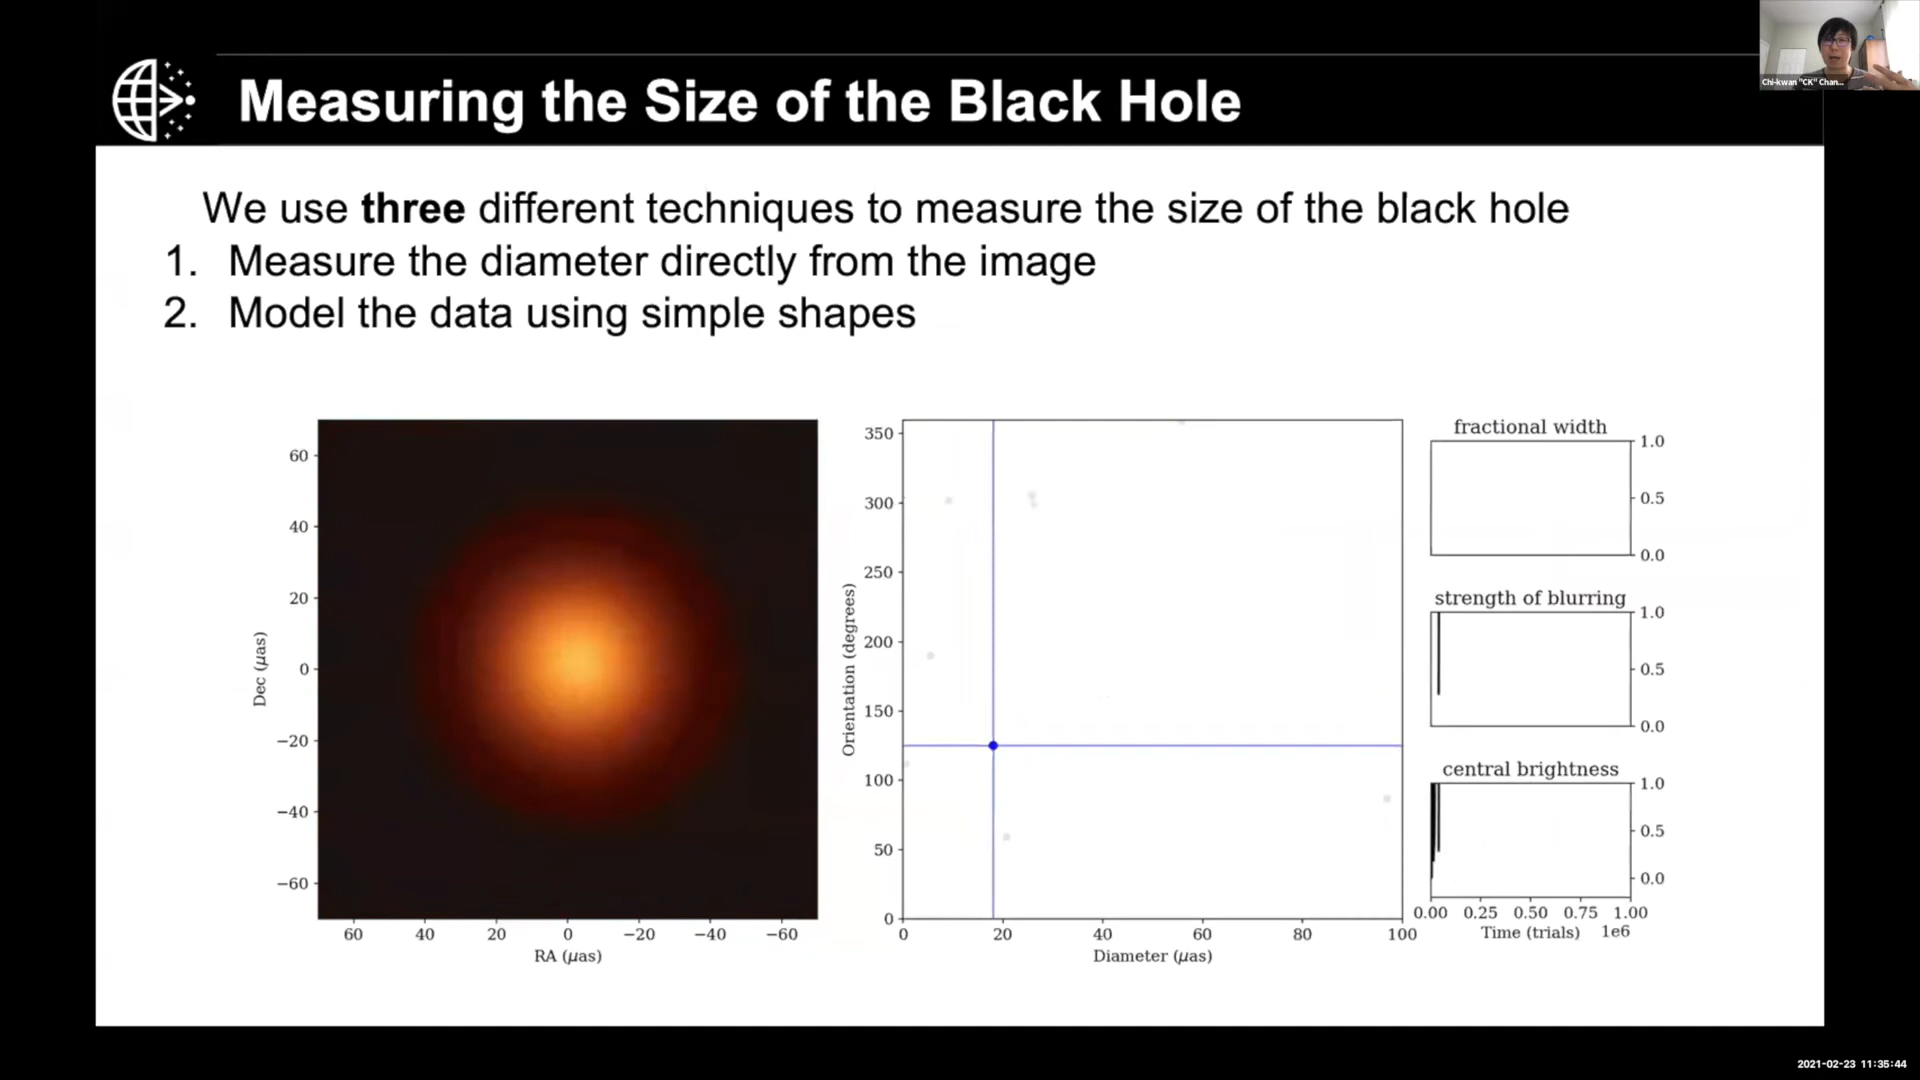 Measuring the Size of the Black Hole
Chi-kwan "CK" Chan...
We use three different techniques to measure the size of the black hole
1. Measure the diameter directly from the image
2. Model the data using simple shapes
60
40
20
0
−20
−40
−60
Dec (μas)
60 40 20 0 −20 −40 −60
RA (μas)
350
300
250
200
150
100
50
0
Orientation (degrees)
0 20 40 60 80 100
Diameter (μas)
fractional width
1.0
0.5
0.0
strength of blurring
1.0
0.5
0.0
central brightness
1.0
0.5
0.0
0.00 0.25 0.50 0.75 1.00
Time (trials) 1e6
2021-02-23 11:35:44